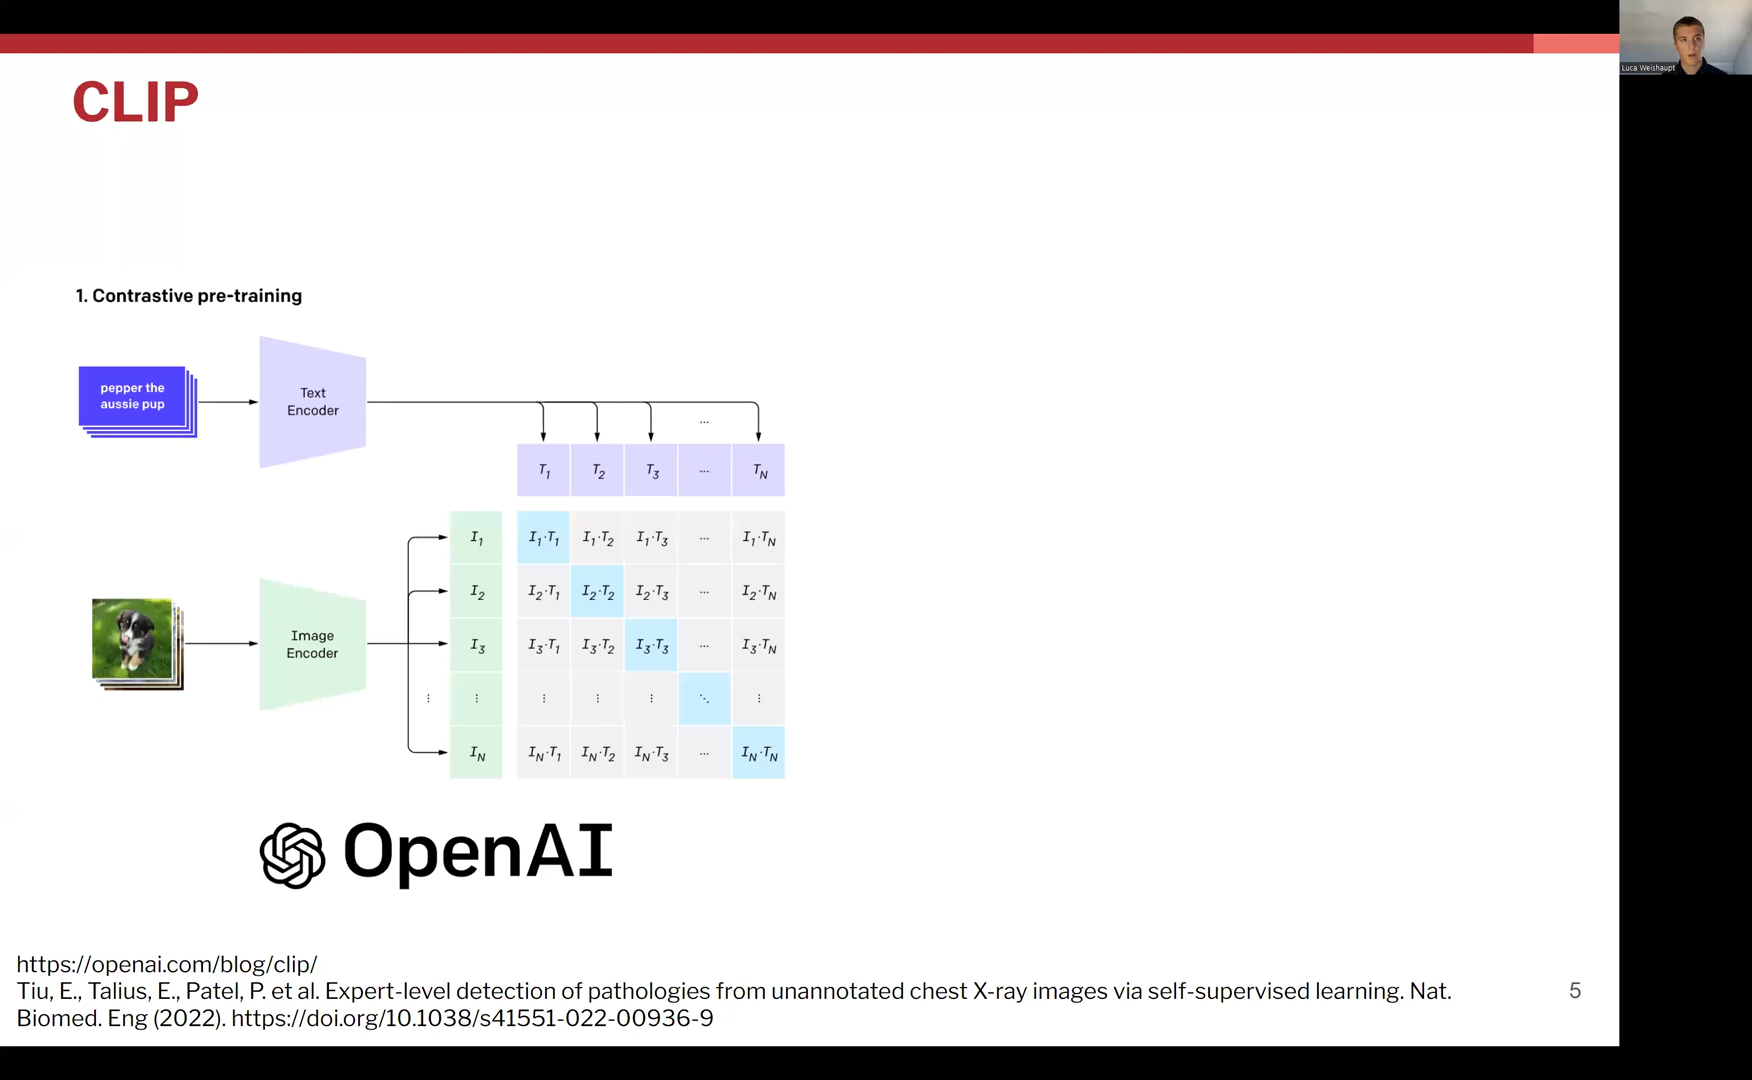 Luca Weishaupt
CLIP
1. Contrastive pre-training
pepper the
aussie pup
Text
Encoder
...
T1 T2 T3 ... TN
I1 I1·T1 I1·T2 I1·T3 ... I1·TN
I2 I2·T1 I2·T2 I2·T3 ... I2·TN
Image
Encoder
I3 I3·T1 I3·T2 I3·T3 ... I3·TN
⋮ ⋮ ⋮ ⋮ ⋮ ⋱ ⋮
IN IN·T1 IN·T2 IN·T3 ... IN·TN
OpenAI
https://openai.com/blog/clip/
Tiu, E., Talius, E., Patel, P. et al. Expert-level detection of pathologies from unannotated chest X-ray images via self-supervised learning. Nat.
Biomed. Eng (2022). https://doi.org/10.1038/s41551-022-00936-9
5